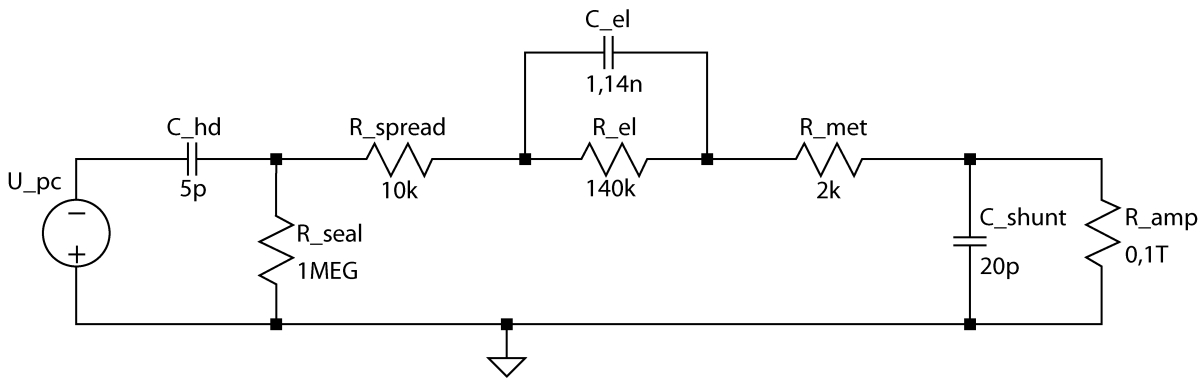 C_el
1,14n
C_hd
5p
R_spread
10k
R_el
140k
R_met
2k
U_pc
R_seal
1MEG
C_shunt
20p
R_amp
0,1T